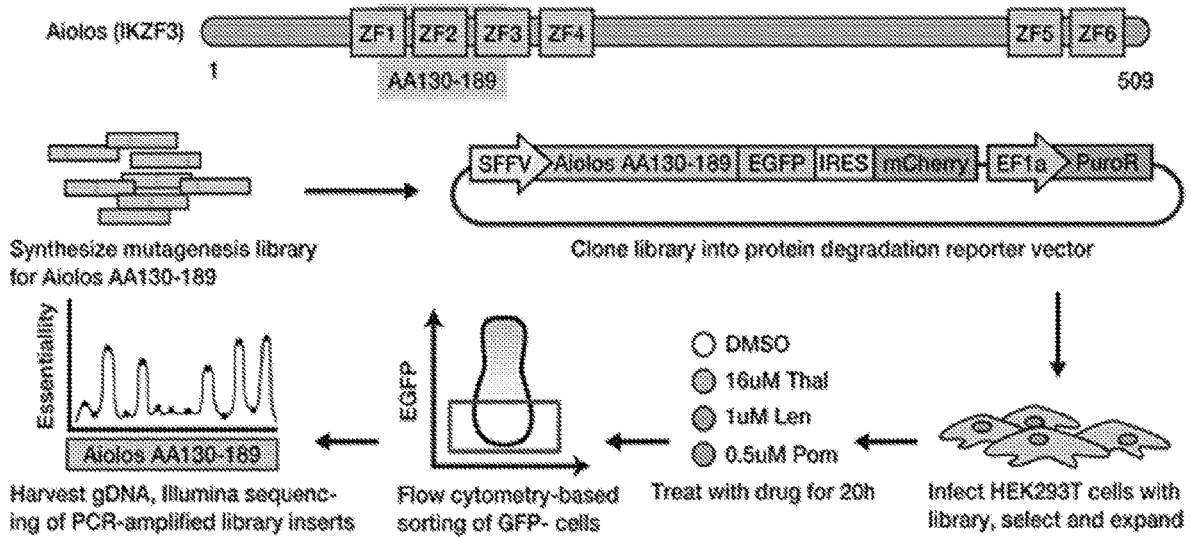 Aiolos (IKZF3)
ZF1 ZF2 ZF3 ZF4 ZF5 ZF6
1
AA130-189
509
SFFV Aiolos AA130-189 EGFP IRES mCherry EF1a PuroR
Synthesize mutagenesis library
for Aiolos AA130-189
Clone library into protein degradation reporter vector
Essentiality
Aiolos AA130-189
Harvest gDNA, Illumina sequenc-
ing of PCR-amplified library inserts
EGFP
Flow cytometry-based
sorting of GFP- cells
DMSO
16uM Thal
1uM Len
0.5uM Pom
Treat with drug for 20h
Infect HEK293T cells with
library, select and expand